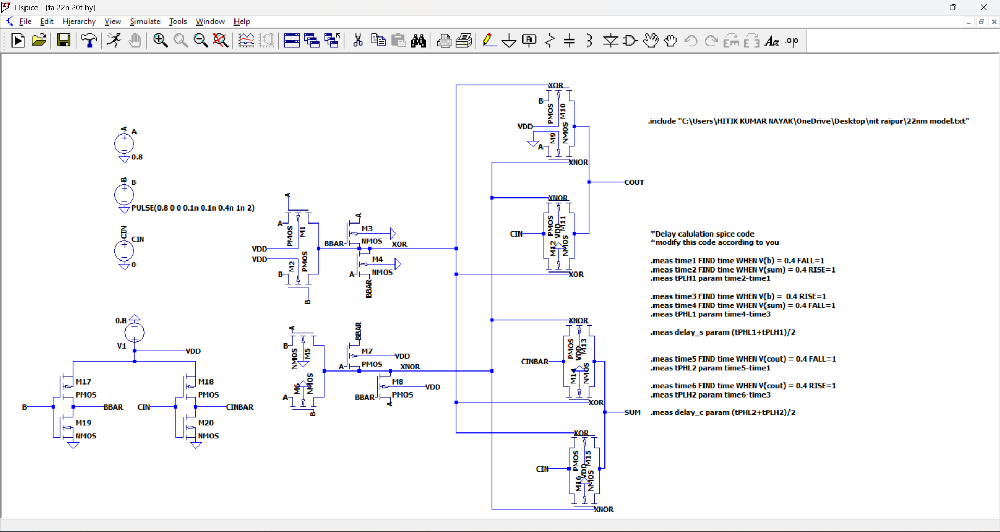 LTspice - [fa 22n 20t hy]
File Edit Hierarchy View Simulate Tools Window Help
A
A
0.8
B
B
PULSE(0.8 0 0 0.1n 0.1n 0.4n 1n 2)
CIN
CIN
0
0.8
V1
VDD
M17
PMOS
B
BBAR
M19
NMOS
M18
PMOS
CIN
CINBAR
M20
NMOS
A
A
PMOS
M1
VDD
VDD
M2
PMOS
B
B
A
M3
BBAR
NMOS
XOR
M4
A
NMOS
BBAR
A
B
NMOS
M5
M6
NMOS
A
B
BBAR
M7
VDD
A
PMOS
XNOR
M8
VDD
BBAR
PMOS
A
XOR
B
PMOS
M10
VDD
M9
NMOS
A
XNOR
COUT
XNOR
PMOS
M11
VDD
CIN
M12
NMOS
XOR
XNOR
PMOS
M13
VDD
CINBAR
M14
NMOS
XOR
SUM
XOR
PMOS
M15
VDD
CIN
M16
NMOS
XNOR
.include "C:\Users\HITIK KUMAR NAYAK\OneDrive\Desktop\nit raipur\22nm model.txt"
*Delay calulation spice code
*modify this code according to you
.meas time1 FIND time WHEN V(b) = 0.4 FALL=1
.meas time2 FIND time WHEN V(sum) = 0.4 RISE=1
.meas tPLH1 param time2-time1
.meas time3 FIND time WHEN V(b) =  0.4 RISE=1
.meas time4 FIND time WHEN V(sum) = 0.4 FALL=1
.meas tPHL1 param time4-time3
.meas delay_s param (tPHL1+tPLH1)/2
.meas time5 FIND time WHEN V(cout) = 0.4 FALL=1
.meas tPHL2 param time5-time1
.meas time6 FIND time WHEN V(cout) = 0.4 RISE=1
.meas tPLH2 param time6-time3
.meas delay_c param (tPHL2+tPLH2)/2